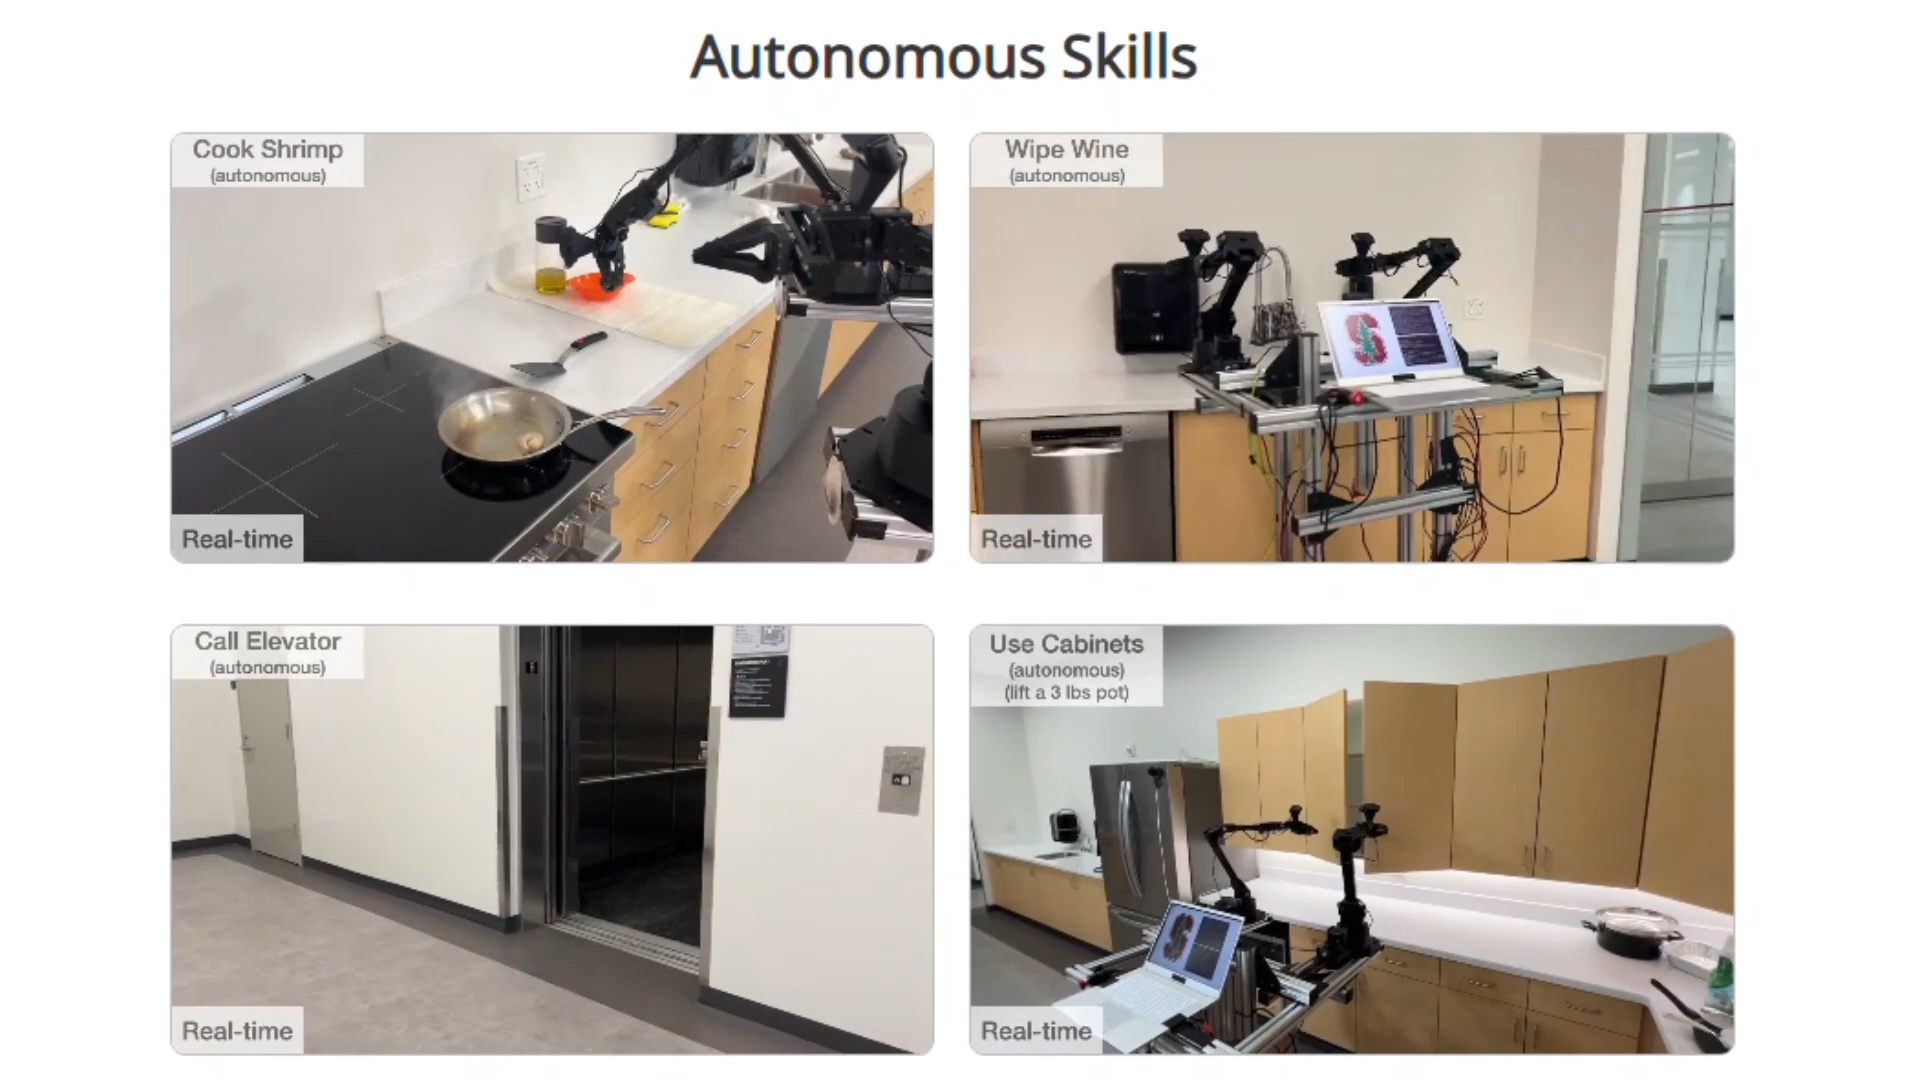 Autonomous Skills
Cook Shrimp
(autonomous)
Real-time
Wipe Wine
(autonomous)
Real-time
Call Elevator
(autonomous)
Real-time
Use Cabinets
(autonomous)
(lift a 3 lbs pot)
Real-time